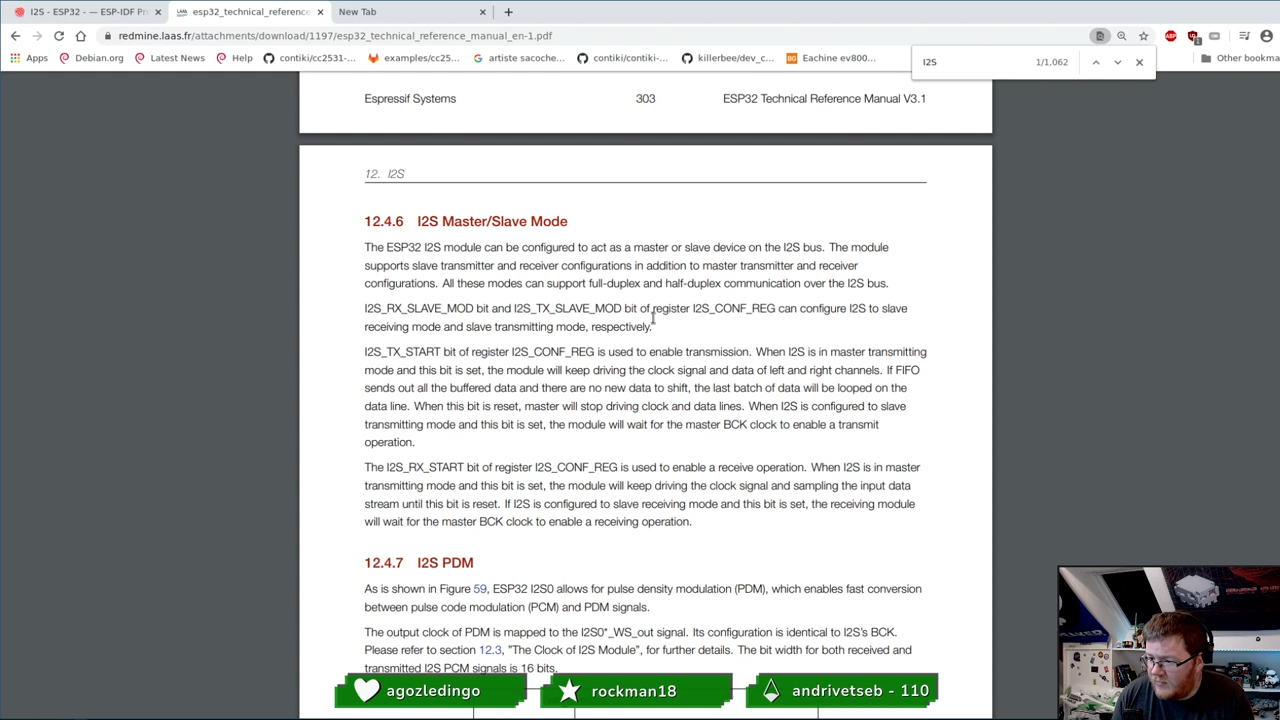 I2S - ESP32 - — ESP-IDF Pr
esp32_technical_reference
New Tab
redmine.laas.fr/attachments/download/1197/esp32_technical_reference_manual_en-1.pdf
Apps
Debian.org
Latest News
Help
contiki/cc2531-...
examples/cc25...
artiste sacoche...
contiki/contiki-...
killerbee/dev_c...
Eachine ev800...
Other bookma
I2S
1/1,062
Espressif Systems
303
ESP32 Technical Reference Manual V3.1
12. I2S
12.4.6 I2S Master/Slave Mode
The ESP32 I2S module can be configured to act as a master or slave device on the I2S bus. The module
supports slave transmitter and receiver configurations in addition to master transmitter and receiver
configurations. All these modes can support full-duplex and half-duplex communication over the I2S bus.
I2S_RX_SLAVE_MOD bit and I2S_TX_SLAVE_MOD bit of register I2S_CONF_REG can configure I2S to slave
receiving mode and slave transmitting mode, respectively.
I2S_TX_START bit of register I2S_CONF_REG is used to enable transmission. When I2S is in master transmitting
mode and this bit is set, the module will keep driving the clock signal and data of left and right channels. If FIFO
sends out all the buffered data and there are no new data to shift, the last batch of data will be looped on the
data line. When this bit is reset, master will stop driving clock and data lines. When I2S is configured to slave
transmitting mode and this bit is set, the module will wait for the master BCK clock to enable a transmit
operation.
The I2S_RX_START bit of register I2S_CONF_REG is used to enable a receive operation. When I2S is in master
transmitting mode and this bit is set, the module will keep driving the clock signal and sampling the input data
stream until this bit is reset. If I2S is configured to slave receiving mode and this bit is set, the receiving module
will wait for the master BCK clock to enable a receiving operation.
12.4.7 I2S PDM
As is shown in Figure 59, ESP32 I2S0 allows for pulse density modulation (PDM), which enables fast conversion
between pulse code modulation (PCM) and PDM signals.
The output clock of PDM is mapped to the I2S0*_WS_out signal. Its configuration is identical to I2S's BCK.
Please refer to section 12.3, "The Clock of I2S Module", for further details. The bit width for both received and
transmitted I2S PCM signals is 16 bits.
agozledingo
rockman18
andrivetseb - 110